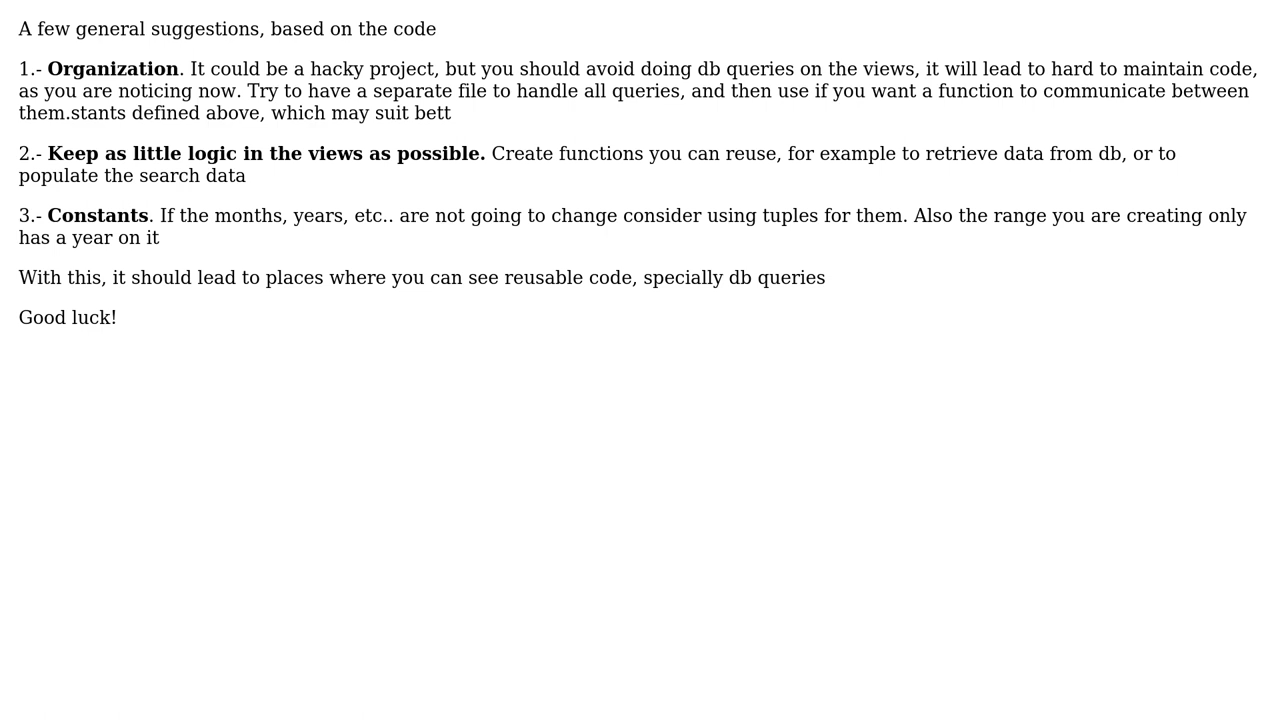 A few general suggestions, based on the code
1.- Organization. It could be a hacky project, but you should avoid doing db queries on the views, it will lead to hard to maintain code,
as you are noticing now. Try to have a separate file to handle all queries, and then use if you want a function to communicate between
them.stants defined above, which may suit bett
2.- Keep as little logic in the views as possible. Create functions you can reuse, for example to retrieve data from db, or to
populate the search data
3.- Constants. If the months, years, etc.. are not going to change consider using tuples for them. Also the range you are creating only
has a year on it
With this, it should lead to places where you can see reusable code, specially db queries
Good luck!